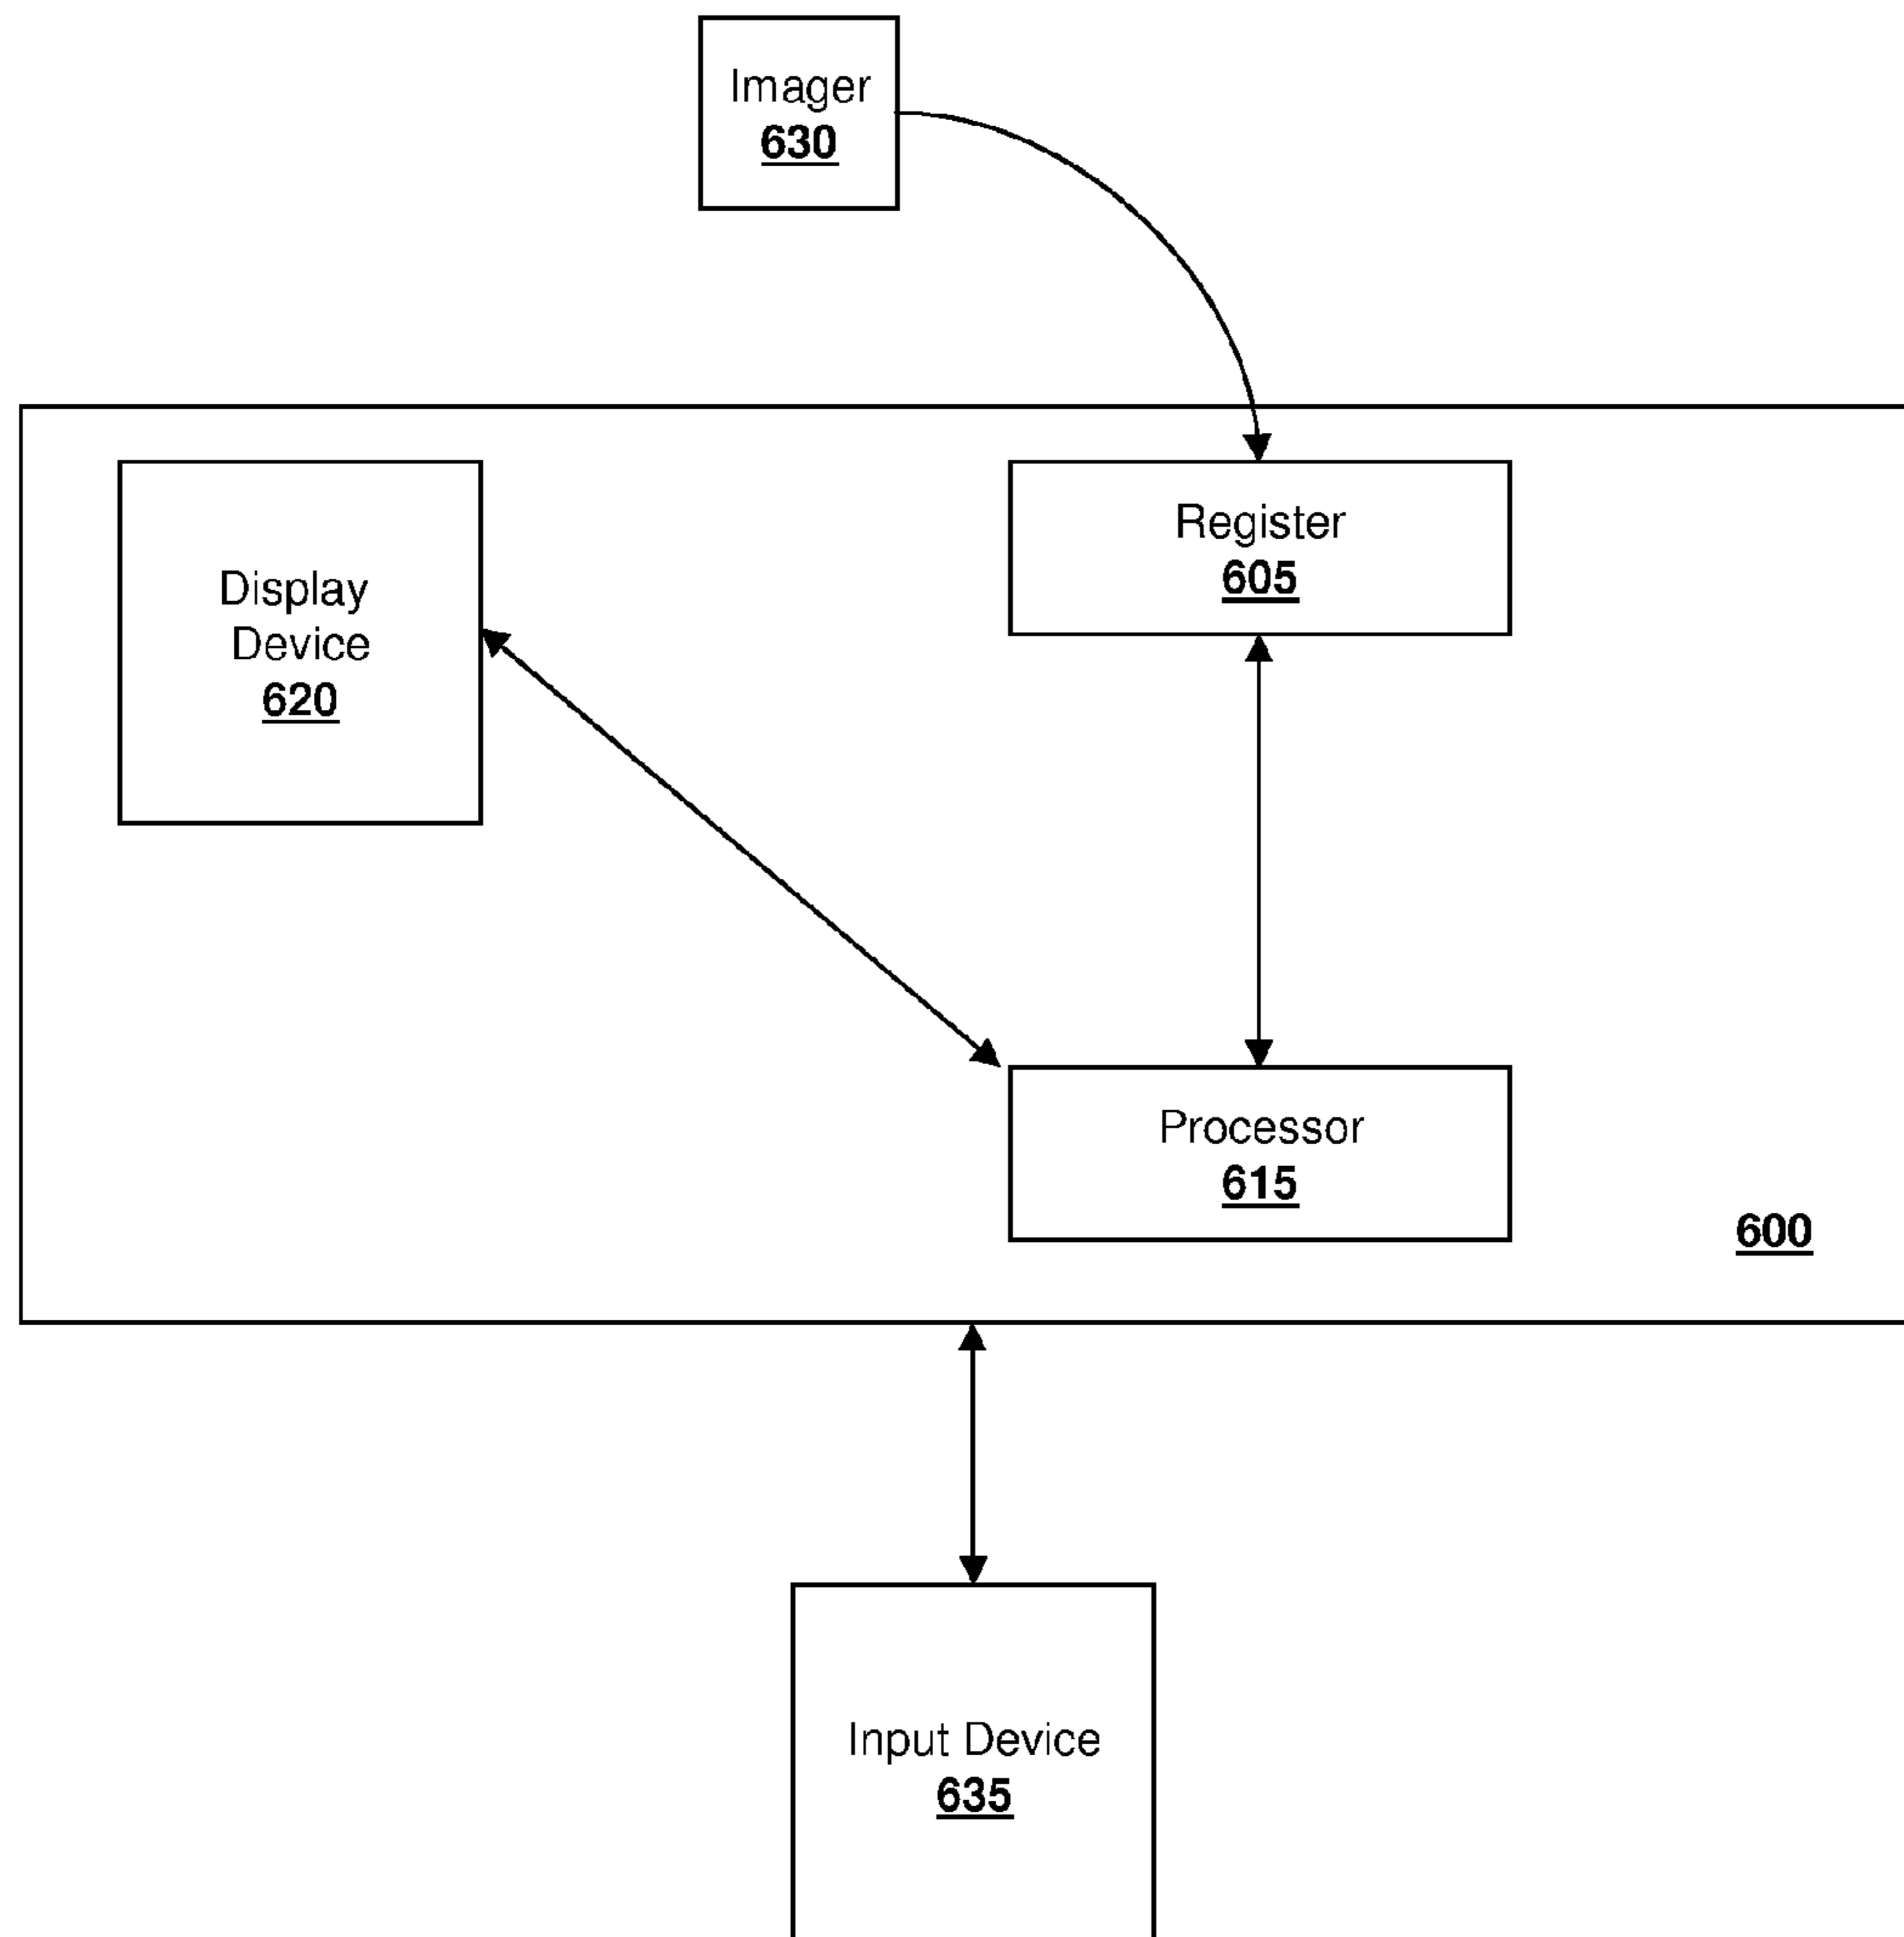 Imager
630
Register
605
Display
Device
620
Processor
615
600
Input Device
635